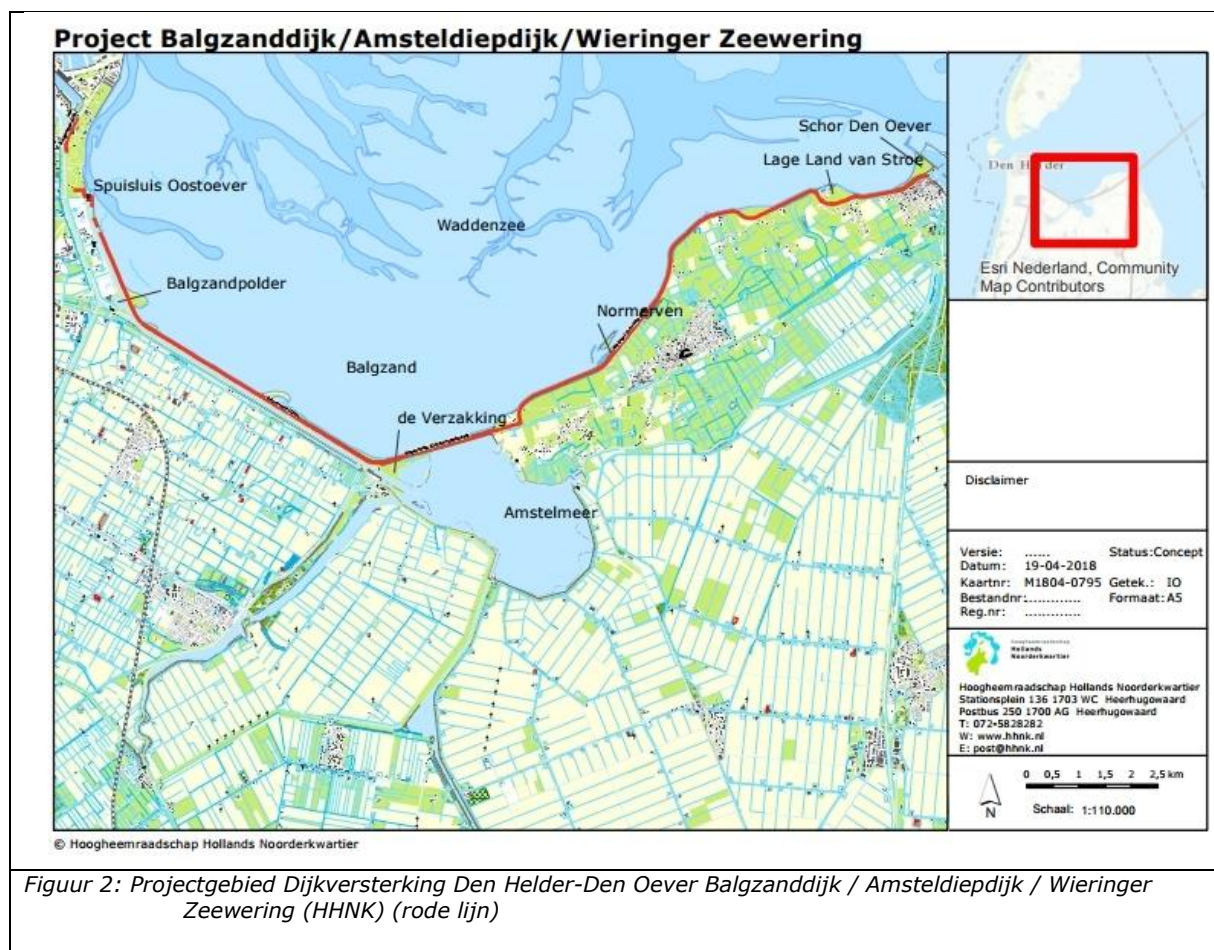 Project Balgzanddijk/Amsteldiepdijk/Wieringer Zeewering
Schor Den Oever
Lage Land van Stroe
Spuisluis Oostoever
Waddenzee
Balgzandpolder
Normerven
Balgzand
de Verzakking
Amstelmeer
Esri Nederland, Community
Map Contributors
Disclaimer
Versie: ...... Status:Concept
Datum: 19-04-2018
Kaartnr: M1804-0795 Getek.: IO
Bestandnr:............. Formaat:A5
Reg.nr: .............
hoogheemraadschap
Hollands
Noorderkwartier
Hoogheemraadschap Hollands Noorderkwartier
Stationsplein 136 1703 WC Heerhugowaard
Postbus 250 1700 AG Heerhugowaard
T: 072-5828282
W: www.hhnk.nl
E: post@hhnk.nl
0 0,5 1 1,5 2 2,5 km
N
Schaal: 1:110.000
© Hoogheemraadschap Hollands Noorderkwartier
Figuur 2: Projectgebied Dijkversterking Den Helder-Den Oever Balgzanddijk / Amsteldiepdijk / Wieringer
Zeewering (HHNK) (rode lijn)